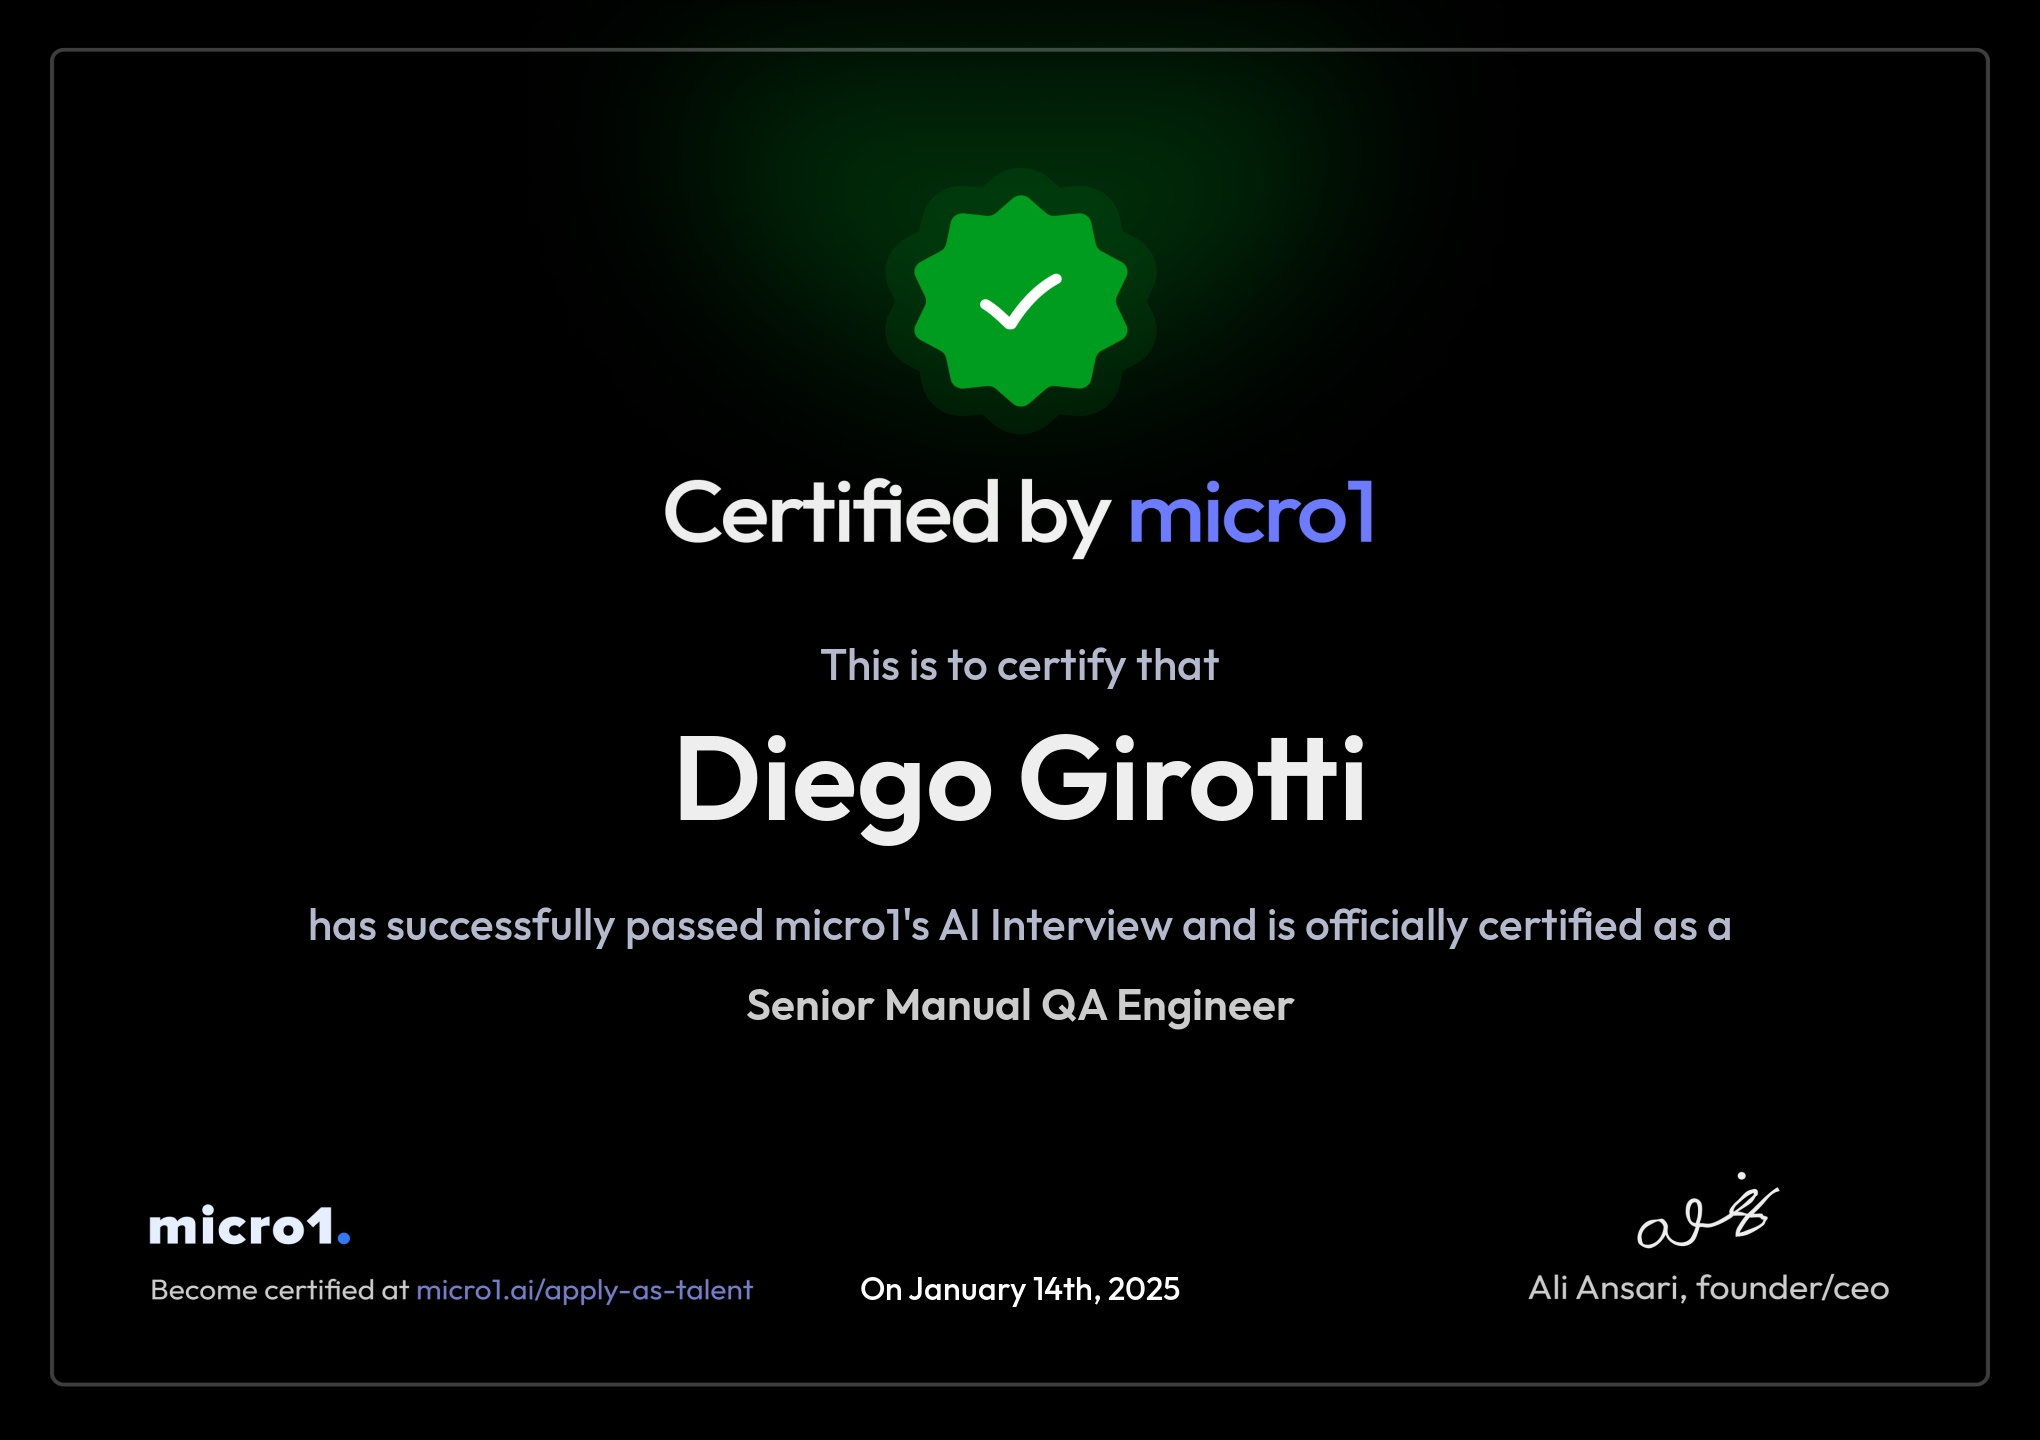 Certified by micro1
This is to certify that
Diego Girotti
has successfully passed micro1's AI Interview and is officially certified as a
Senior Manual QA Engineer
micro1.
Become certified at micro1.ai/apply-as-talent
On January 14th, 2025
Ali Ansari, founder/ceo